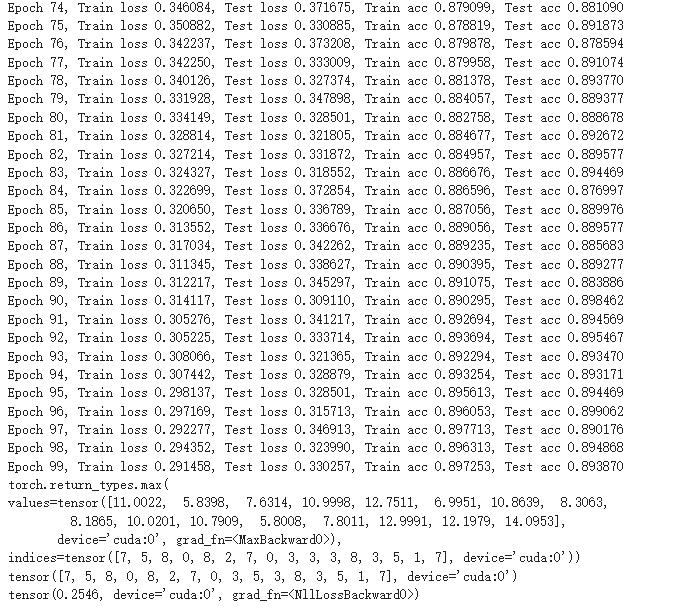 Epoch 74, Train loss 0.346084, Test loss 0.371675, Train acc 0.879099, Test acc 0.881090
Epoch 75, Train loss 0.350882, Test loss 0.330885, Train acc 0.878819, Test acc 0.891873
Epoch 76, Train loss 0.342237, Test loss 0.373208, Train acc 0.879878, Test acc 0.878594
Epoch 77, Train loss 0.342250, Test loss 0.333009, Train acc 0.879958, Test acc 0.891074
Epoch 78, Train loss 0.340126, Test loss 0.327374, Train acc 0.881378, Test acc 0.893770
Epoch 79, Train loss 0.331928, Test loss 0.347898, Train acc 0.884057, Test acc 0.889377
Epoch 80, Train loss 0.334149, Test loss 0.328501, Train acc 0.882758, Test acc 0.888678
Epoch 81, Train loss 0.328814, Test loss 0.321805, Train acc 0.884677, Test acc 0.892672
Epoch 82, Train loss 0.327214, Test loss 0.331872, Train acc 0.884957, Test acc 0.889577
Epoch 83, Train loss 0.324327, Test loss 0.318552, Train acc 0.886676, Test acc 0.894469
Epoch 84, Train loss 0.322699, Test loss 0.372854, Train acc 0.886596, Test acc 0.876997
Epoch 85, Train loss 0.320650, Test loss 0.336789, Train acc 0.887056, Test acc 0.889976
Epoch 86, Train loss 0.313552, Test loss 0.336676, Train acc 0.889056, Test acc 0.889577
Epoch 87, Train loss 0.317034, Test loss 0.342262, Train acc 0.889235, Test acc 0.885683
Epoch 88, Train loss 0.311345, Test loss 0.338627, Train acc 0.890395, Test acc 0.889277
Epoch 89, Train loss 0.312217, Test loss 0.345297, Train acc 0.891075, Test acc 0.883886
Epoch 90, Train loss 0.314117, Test loss 0.309110, Train acc 0.890295, Test acc 0.898462
Epoch 91, Train loss 0.305276, Test loss 0.341217, Train acc 0.892694, Test acc 0.894569
Epoch 92, Train loss 0.305225, Test loss 0.333714, Train acc 0.893694, Test acc 0.895467
Epoch 93, Train loss 0.308066, Test loss 0.321365, Train acc 0.892294, Test acc 0.893470
Epoch 94, Train loss 0.307442, Test loss 0.328879, Train acc 0.893254, Test acc 0.893171
Epoch 95, Train loss 0.298137, Test loss 0.328501, Train acc 0.895613, Test acc 0.894469
Epoch 96, Train loss 0.297169, Test loss 0.315713, Train acc 0.896053, Test acc 0.899062
Epoch 97, Train loss 0.292277, Test loss 0.346913, Train acc 0.897713, Test acc 0.890176
Epoch 98, Train loss 0.294352, Test loss 0.323990, Train acc 0.896313, Test acc 0.894868
Epoch 99, Train loss 0.291458, Test loss 0.330257, Train acc 0.897253, Test acc 0.893870
torch.return_types.max(
values=tensor([11.0022,  5.8398,  7.6314, 10.9998, 12.7511,  6.9951, 10.8639,  8.3063,
8.1865, 10.0201, 10.7909,  5.8008,  7.8011, 12.9991, 12.1979, 14.0953],
device='cuda:0', grad_fn=<MaxBackward0>),
indices=tensor([7, 5, 8, 0, 8, 2, 7, 0, 3, 3, 3, 8, 3, 5, 1, 7], device='cuda:0'))
tensor([7, 5, 8, 0, 8, 2, 7, 0, 3, 5, 3, 8, 3, 5, 1, 7], device='cuda:0')
tensor(0.2546, device='cuda:0', grad_fn=<NllLossBackward0>)